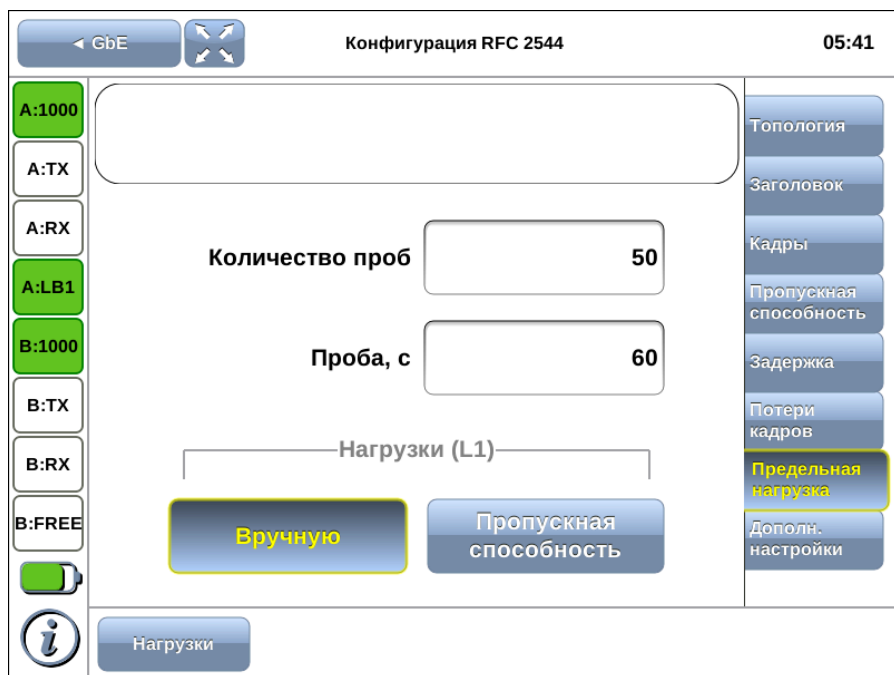 ◄ GbE
Конфигурация RFC 2544
05:41
A:1000
A:TX
A:RX
A:LB1
B:1000
B:TX
B:RX
B:FREE
i
Количество проб
50
Проба, с
60
Нагрузки (L1)
Вручную
Пропускная
способность
Топология
Заголовок
Кадры
Пропускная
способность
Задержка
Потери
кадров
Предельная
нагрузка
Дополн.
настройки
Нагрузки